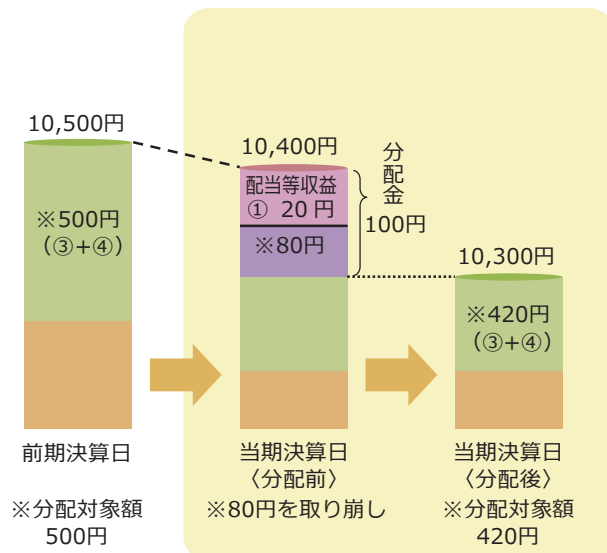 10,500円
※500円
（③+④）
前期決算日
※分配対象額
500円
10,400円
配当等収益
① 20円
※80円
分配金
100円
当期決算日
〈分配前〉
※80円を取り崩し
10,300円
※420円
（③+④）
当期決算日
〈分配後〉
※分配対象額
420円